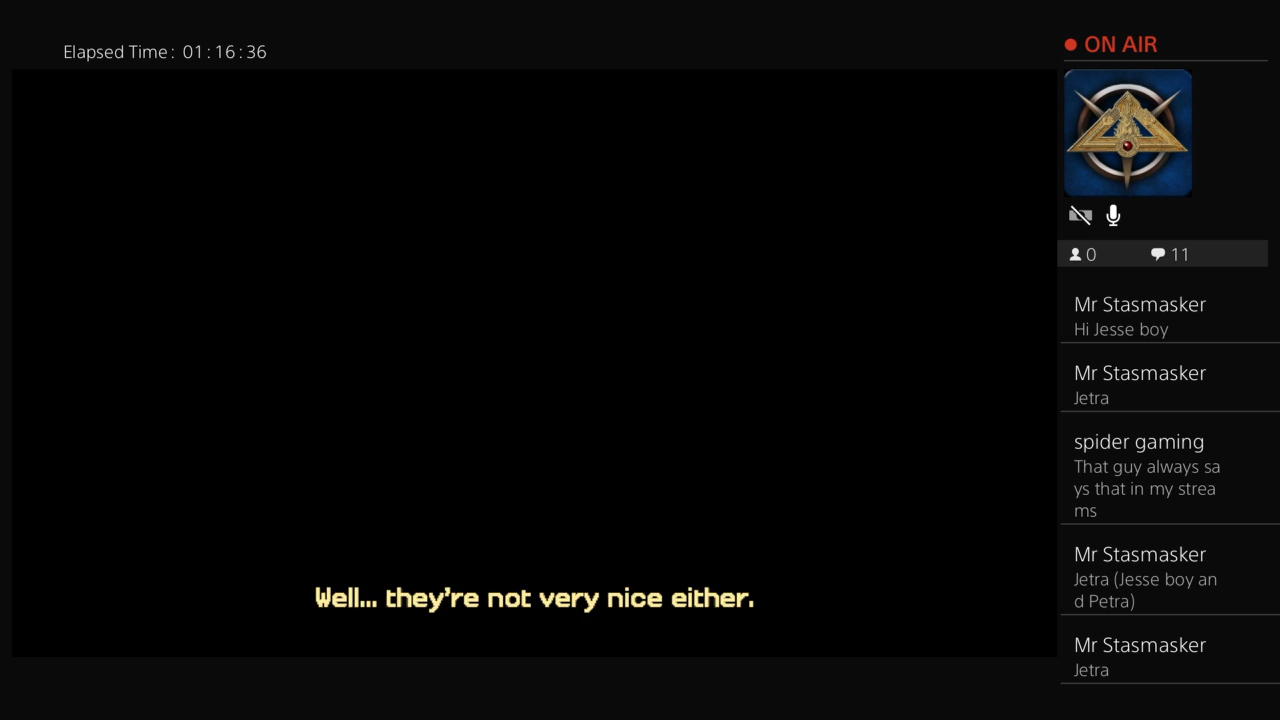 Elapsed Time: 01:16:36
ON AIR
0 11
Mr Stasmasker
Hi Jesse boy
Mr Stasmasker
Jetra
spider gaming
That guy always sa
ys that in my strea
ms
Mr Stasmasker
Jetra (Jesse boy an
d Petra)
Mr Stasmasker
Jetra
Well... they're not very nice either.